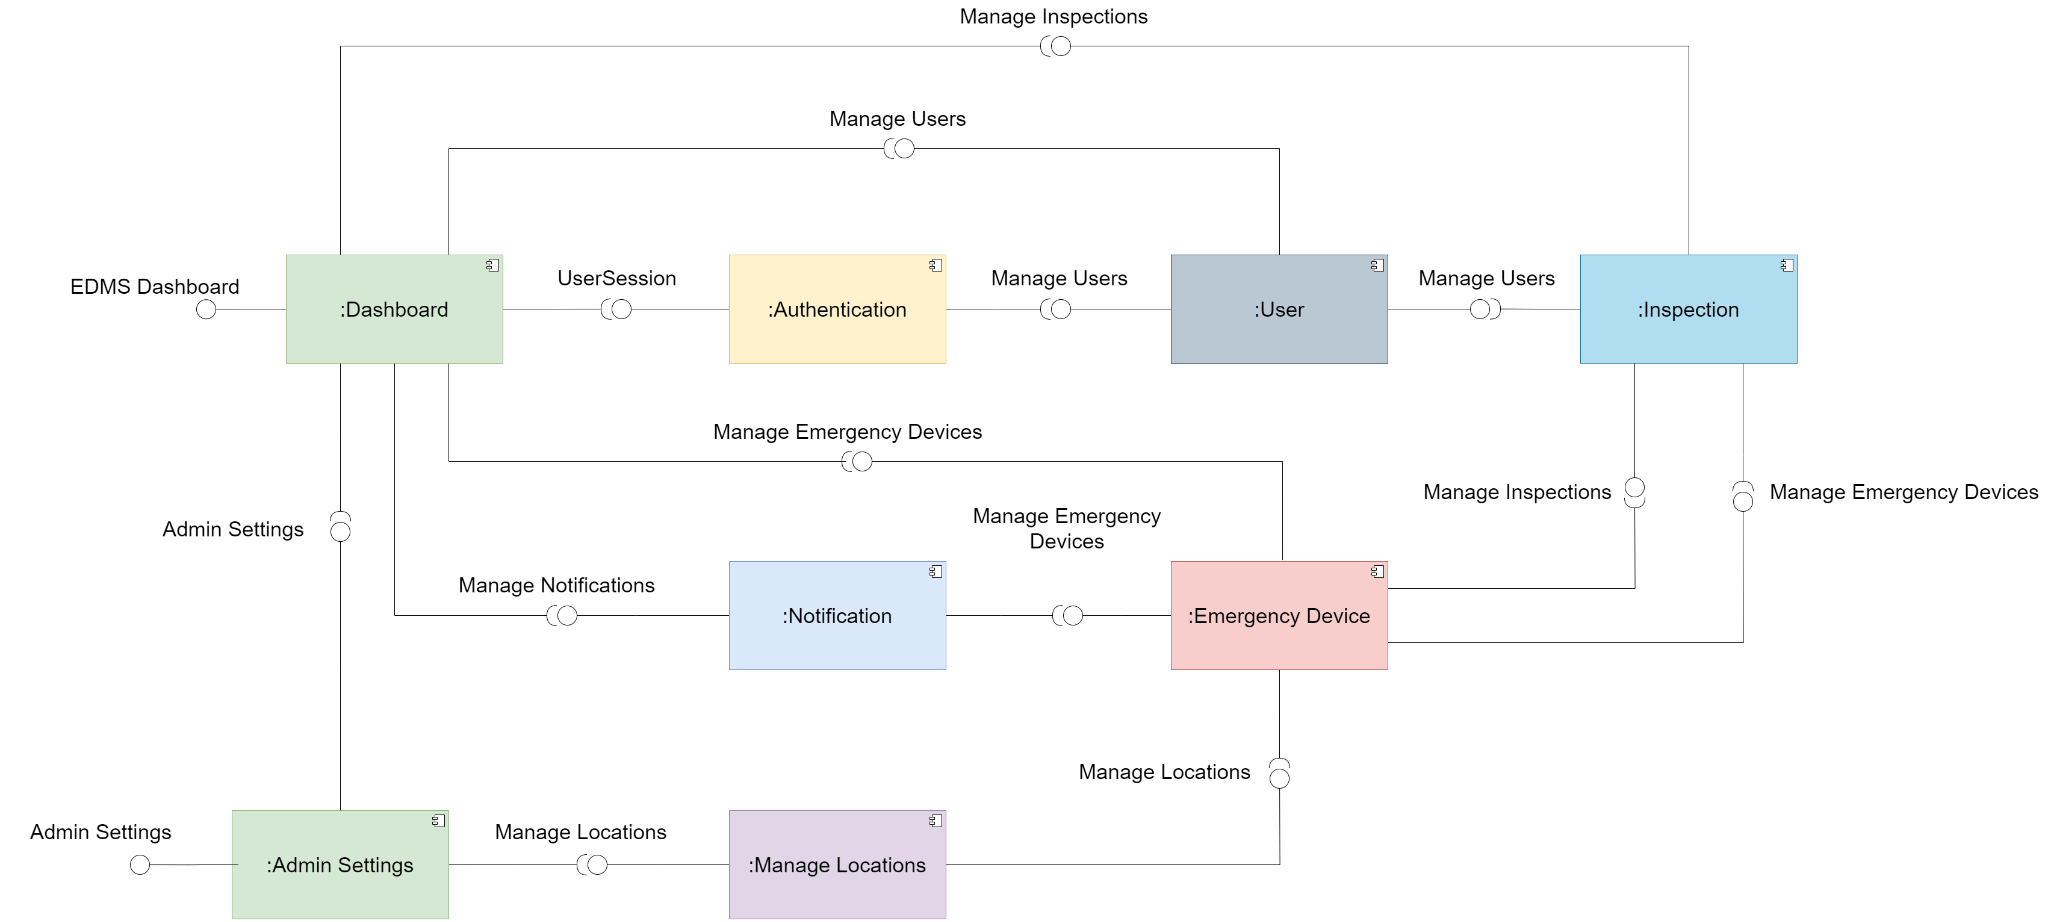 Manage Inspections
Manage Users
EDMS Dashboard
:Dashboard
UserSession
:Authentication
Manage Users
:User
Manage Users
:Inspection
Manage Emergency Devices
Admin Settings
Manage Emergency
Devices
Manage Inspections
Manage Emergency Devices
Manage Notifications
:Notification
:Emergency Device
Manage Locations
Admin Settings
:Admin Settings
Manage Locations
:Manage Locations